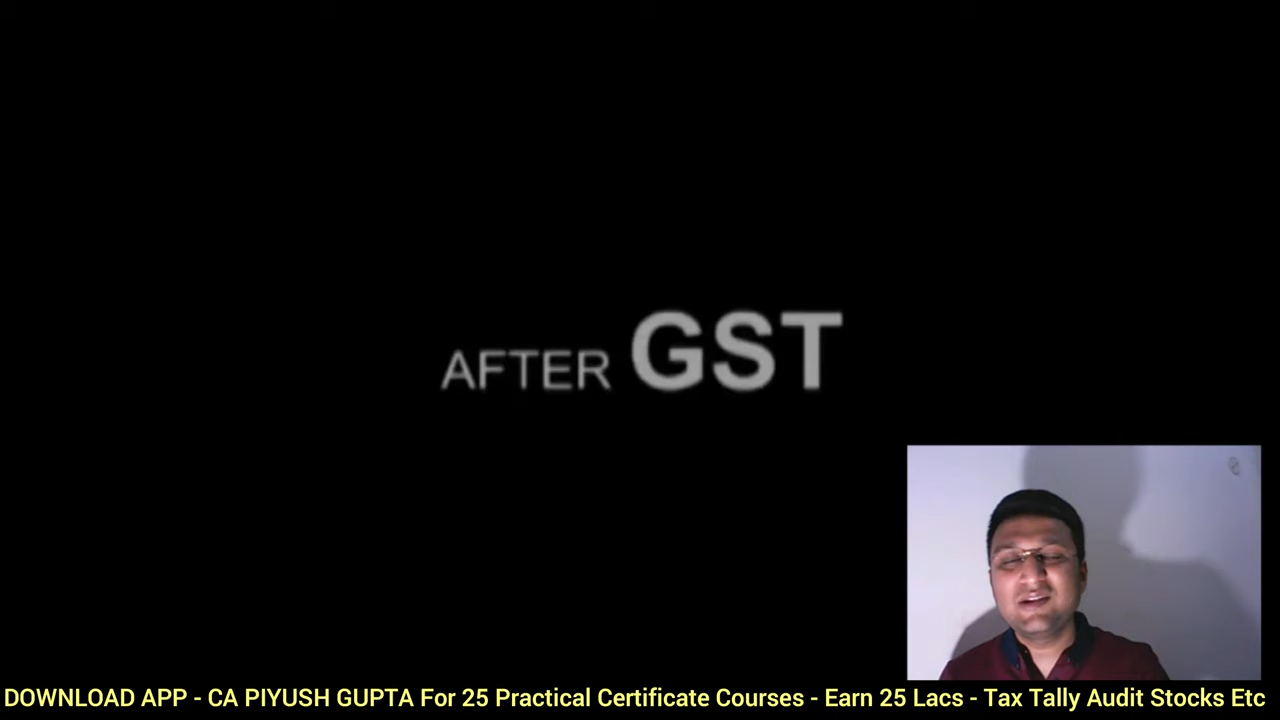 AFTER GST
DOWNLOAD APP - CA PIYUSH GUPTA For 25 Practical Certificate Courses - Earn 25 Lacs - Tax Tally Audit Stocks Etc